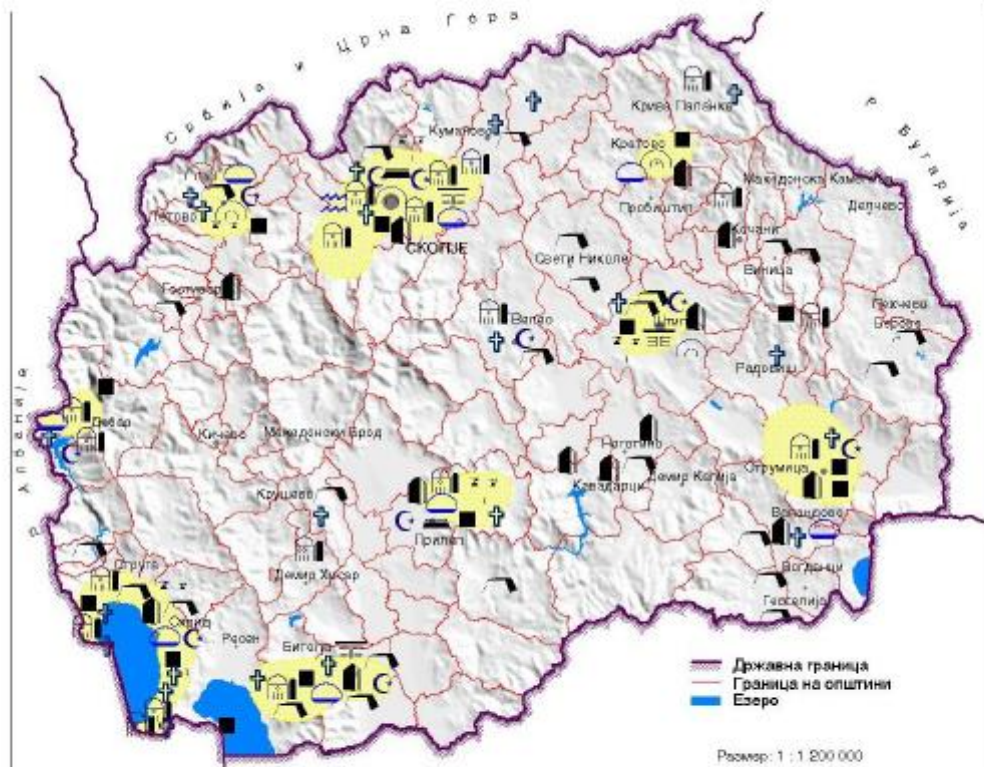 Србија и Црна Гора
Р Бугарија
Р Албанија
Куманово
Крива Паланка
Кратово
Македонска Каменица
Делчево
Пробиштип
Тетово
СКОПЈЕ
Кочани
Свети Николе
Виница
Гостивар
Пехчево
Берово
Велес
Штип
Радовиш
Дебар
Кичево
Македонски Брод
Неготино
Струмица
Кавадарци
Демир Капија
Крушево
Валандово
Прилеп
Струга
Демир Хисар
Богданци
Гевгелија
Охрид
Ресен
Битола
Државна граница
Граница на општини
Езеро
Размер: 1 : 1 200 000